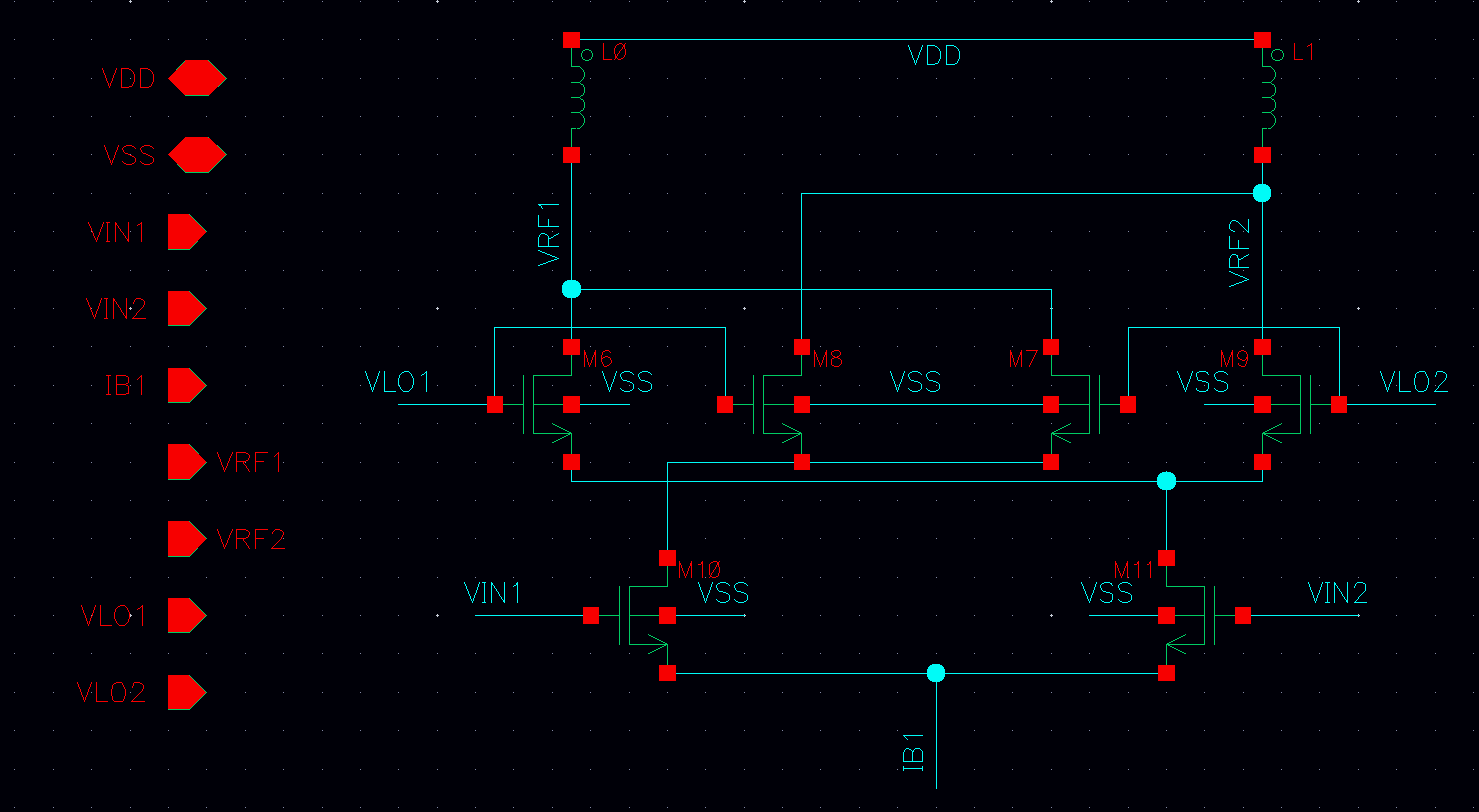 VDD
VSS
VIN1
VIN2
IB1
VRF1
VRF2
VLO1
VLO2
L0
VDD
L1
VRF1
VRF2
M6
M8
M7
M9
VLO1
VSS
VSS
VSS
VLO2
M10
M11
VIN1
VSS
VSS
VIN2
IB1